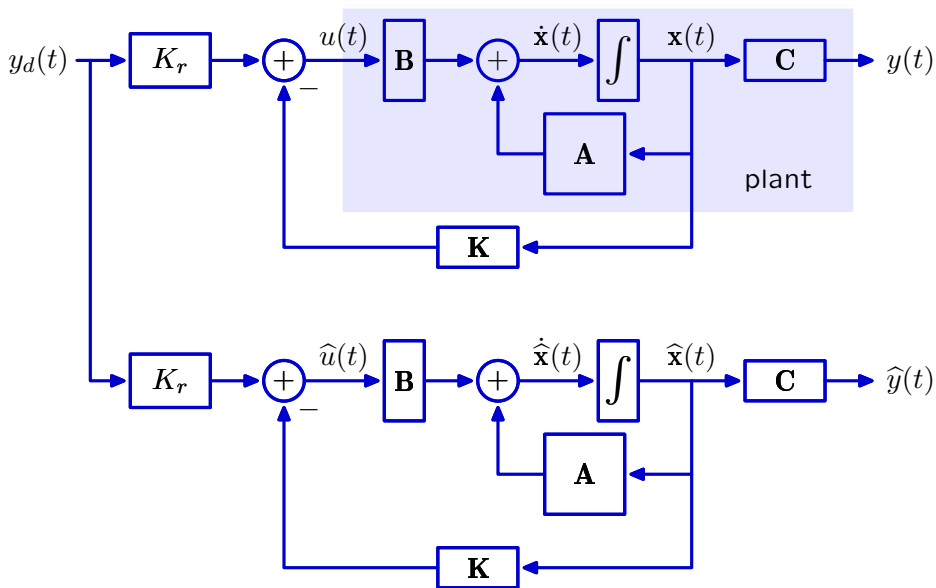 y_d(t) K_r + u(t) B + ẋ(t) ∫ x(t) C y(t)
−
A
plant
K
K_r + û(t) B + x̂̇(t) ∫ x̂(t) C ŷ(t)
−
A
K